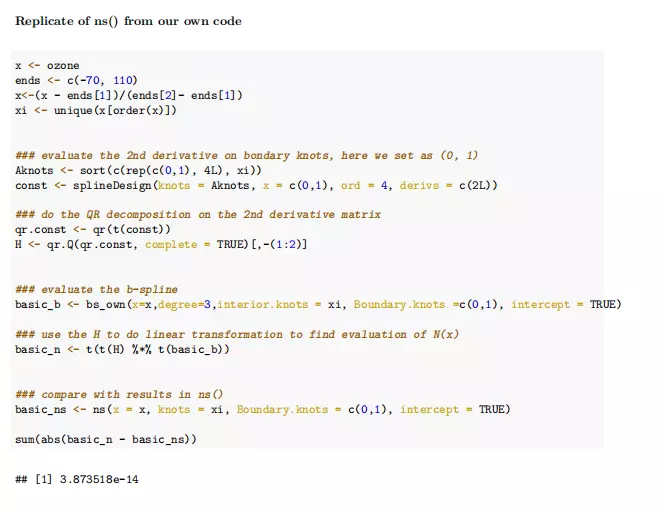 Replicate of ns() from our own code
x <- ozone
ends <- c(-70, 110)
x<-(x - ends[1])/(ends[2]- ends[1])
xi <- unique(x[order(x)])
### evaluate the 2nd derivative on bondary knots, here we set as (0, 1)
Aknots <- sort(c(rep(c(0,1), 4L), xi))
const <- splineDesign(knots = Aknots, x = c(0,1), ord = 4, derivs = c(2L))
### do the QR decomposition on the 2nd derivative matrix
qr.const <- qr(t(const))
H <- qr.Q(qr.const, complete = TRUE)[,-(1:2)]
### evaluate the b-spline
basic_b <- bs_own(x=x,degree=3,interior.knots = xi, Boundary.knots =c(0,1), intercept = TRUE)
### use the H to do linear transformation to find evaluation of N(x)
basic_n <- t(t(H) %*% t(basic_b))
### compare with results in ns()
basic_ns <- ns(x = x, knots = xi, Boundary.knots = c(0,1), intercept = TRUE)
sum(abs(basic_n - basic_ns))
## [1] 3.873518e-14